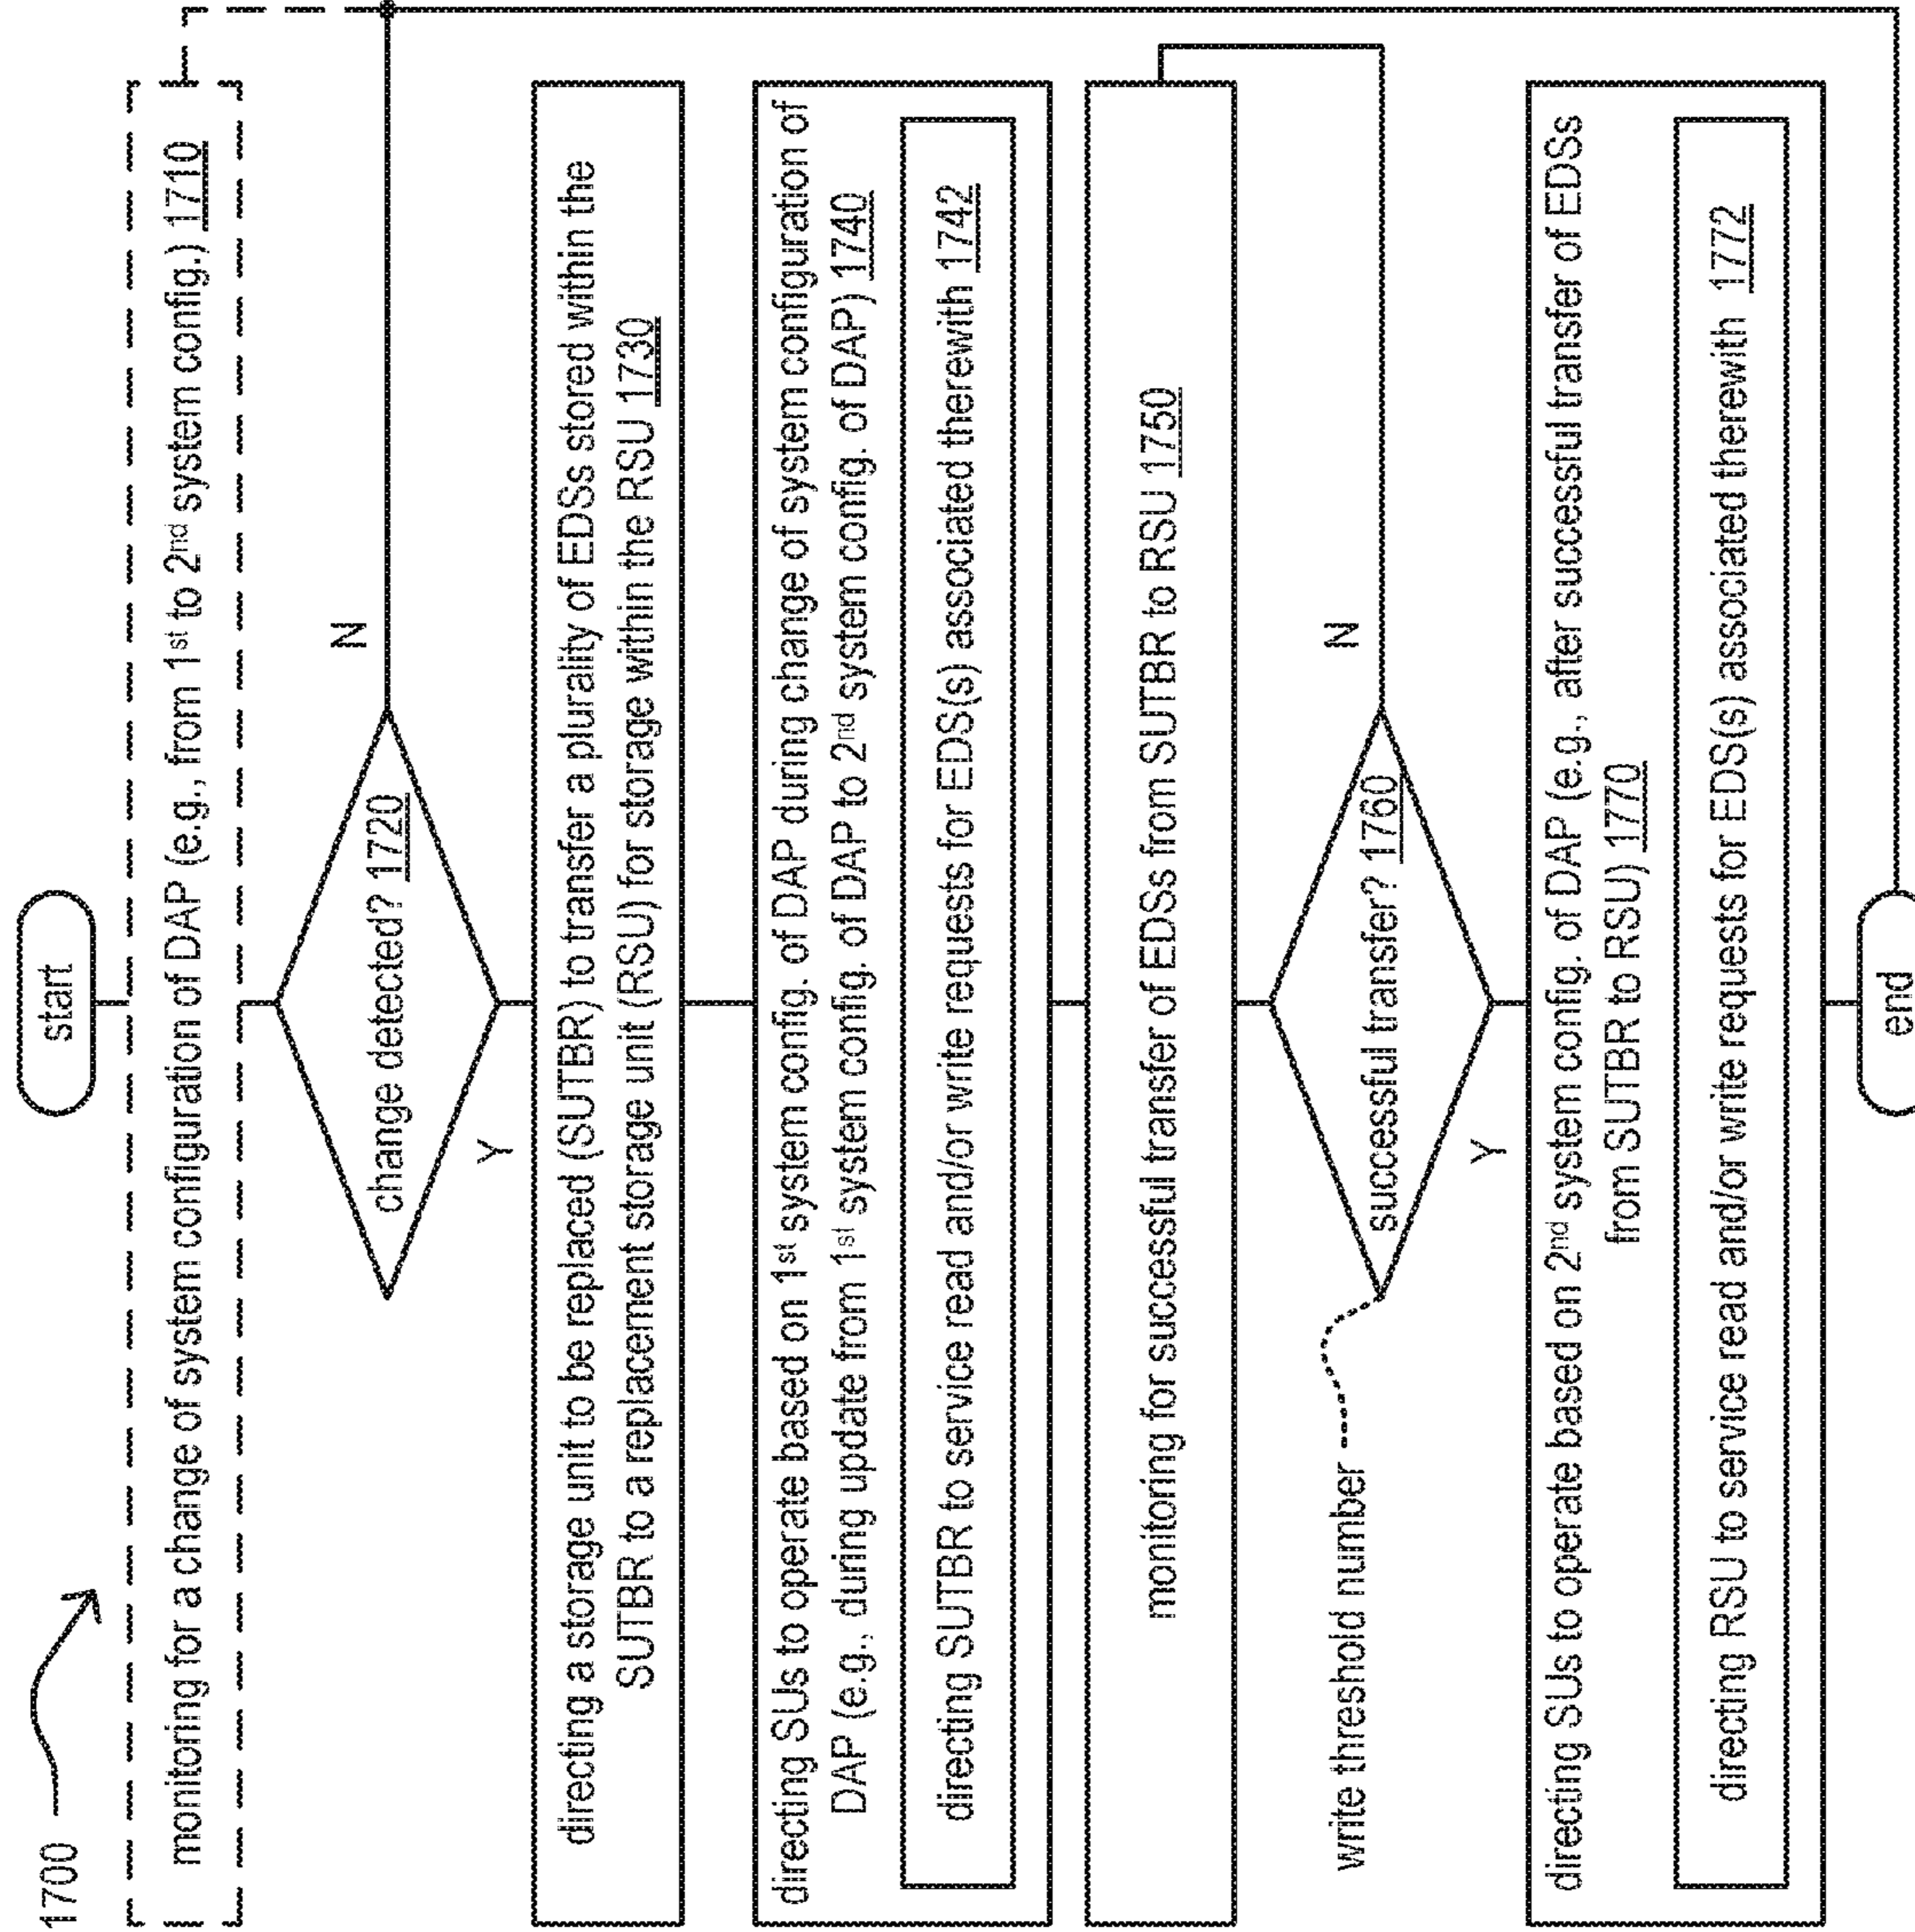 1700
start
monitoring for a change of system configuration of DAP (e.g., from 1st to 2nd system config.) 1710
change detected? 1720
N
Y
directing a storage unit to be replaced (SUTBR) to transfer a plurality of EDSs stored within the
SUTBR to a replacement storage unit (RSU) for storage within the RSU 1730
directing SUs to operate based on 1st system config. of DAP during change of system configuration of
DAP (e.g., during update from 1st system config. of DAP to 2nd system config. of DAP) 1740
directing SUTBR to service read and/or write requests for EDS(s) associated therewith 1742
monitoring for successful transfer of EDSs from SUTBR to RSU 1750
write threshold number
successful transfer? 1760
N
Y
directing SUs to operate based on 2nd system config. of DAP (e.g., after successful transfer of EDSs
from SUTBR to RSU) 1770
directing RSU to service read and/or write requests for EDS(s) associated therewith 1772
end